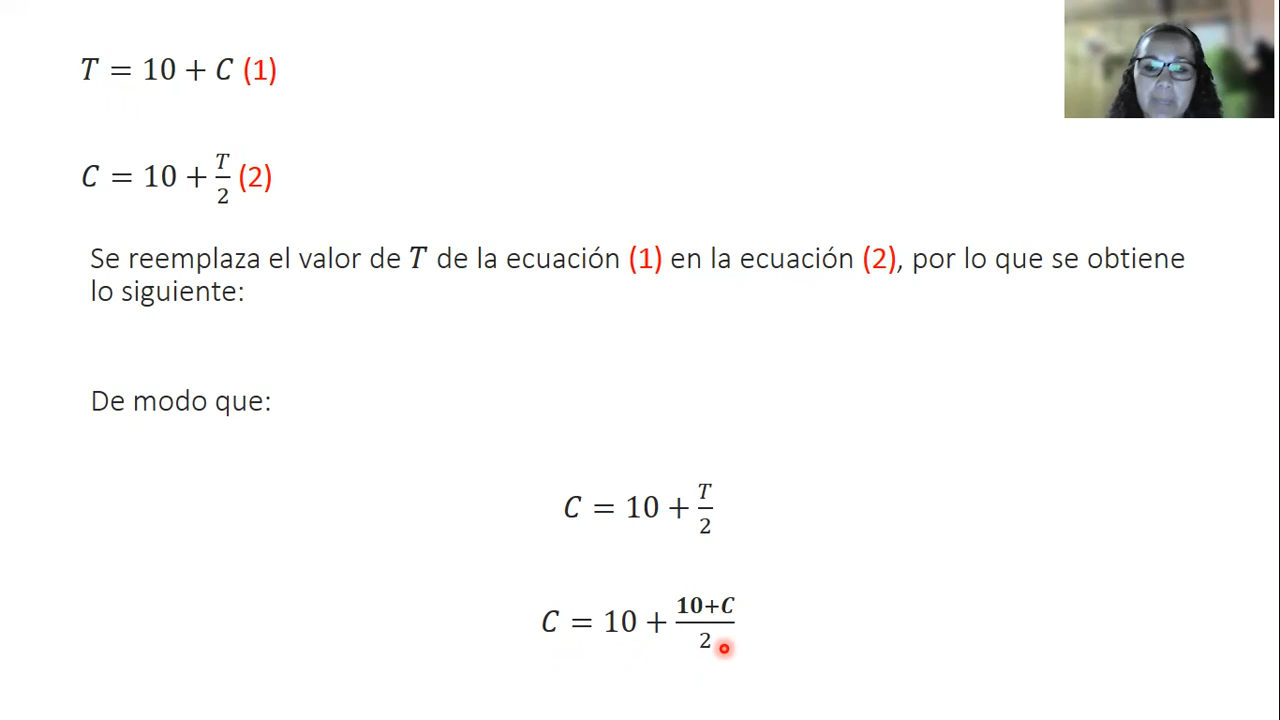 T = 10 + C (1)
C = 10 + T/2 (2)
Se reemplaza el valor de T de la ecuación (1) en la ecuación (2), por lo que se obtiene
lo siguiente:
De modo que:
C = 10 + T/2
C = 10 + 10+C/2